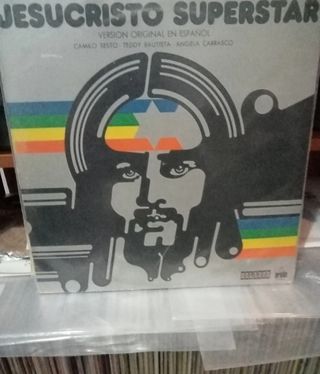 JESUCRISTO SUPERSTAR
VERSION ORIGINAL EN ESPAÑOL
CAMILO SESTO · TEDDY BAUTISTA · ANGELA CARRASCO